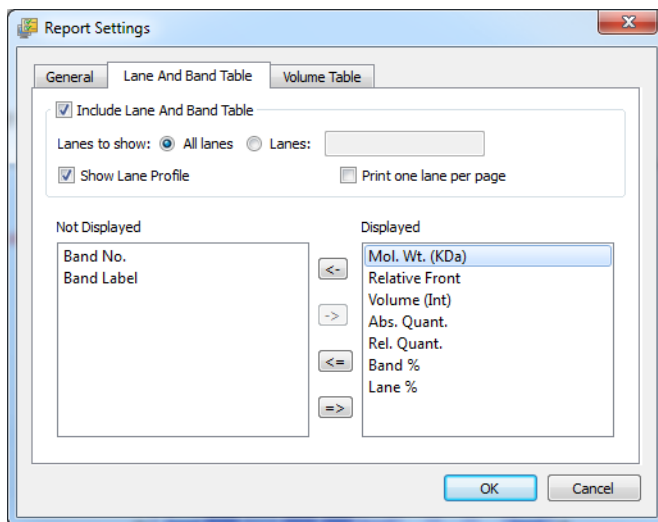 Report Settings
General Lane And Band Table Volume Table
Include Lane And Band Table
Lanes to show: All lanes Lanes:
Show Lane Profile Print one lane per page
Not Displayed
Band No.
Band Label
<-
->
<=
=>
Displayed
Mol. Wt. (KDa)
Relative Front
Volume (Int)
Abs. Quant.
Rel. Quant.
Band %
Lane %
OK Cancel